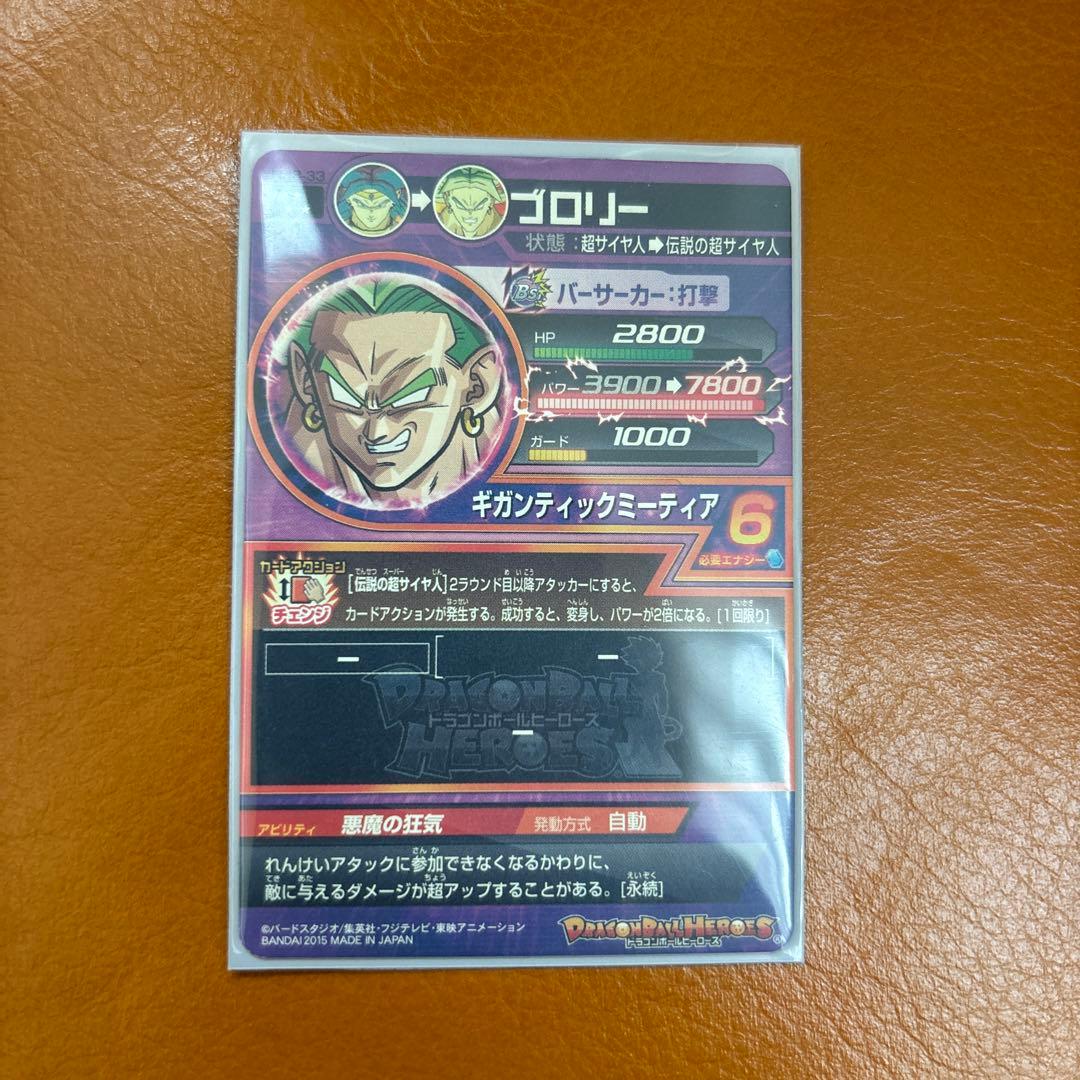 -33
ゴロリー
状態：超サイヤ人➡伝説の超サイヤ人
Bs バーサーカー：打撃
HP 2800
パワー 3900➡7800
ガード 1000
ギガンティックミーティア
6
必要エナジー
カードアクション
チェンジ
[伝説の超サイヤ人]2ラウンド目以降アタッカーにすると、
カードアクションが発生する。成功すると、変身し、パワーが2倍になる。[1回限り]
ー
ー
ー
DRAGON BALL
ドラゴンボールヒーローズ
HEROES
アビリティ 悪魔の狂気 発動方式 自動
れんけいアタックに参加できなくなるかわりに、
敵に与えるダメージが超アップすることがある。[永続]
©バードスタジオ/集英社・フジテレビ・東映アニメーション
BANDAI 2015 MADE IN JAPAN
DRAGON BALL HEROES
ドラゴンボールヒーローズ